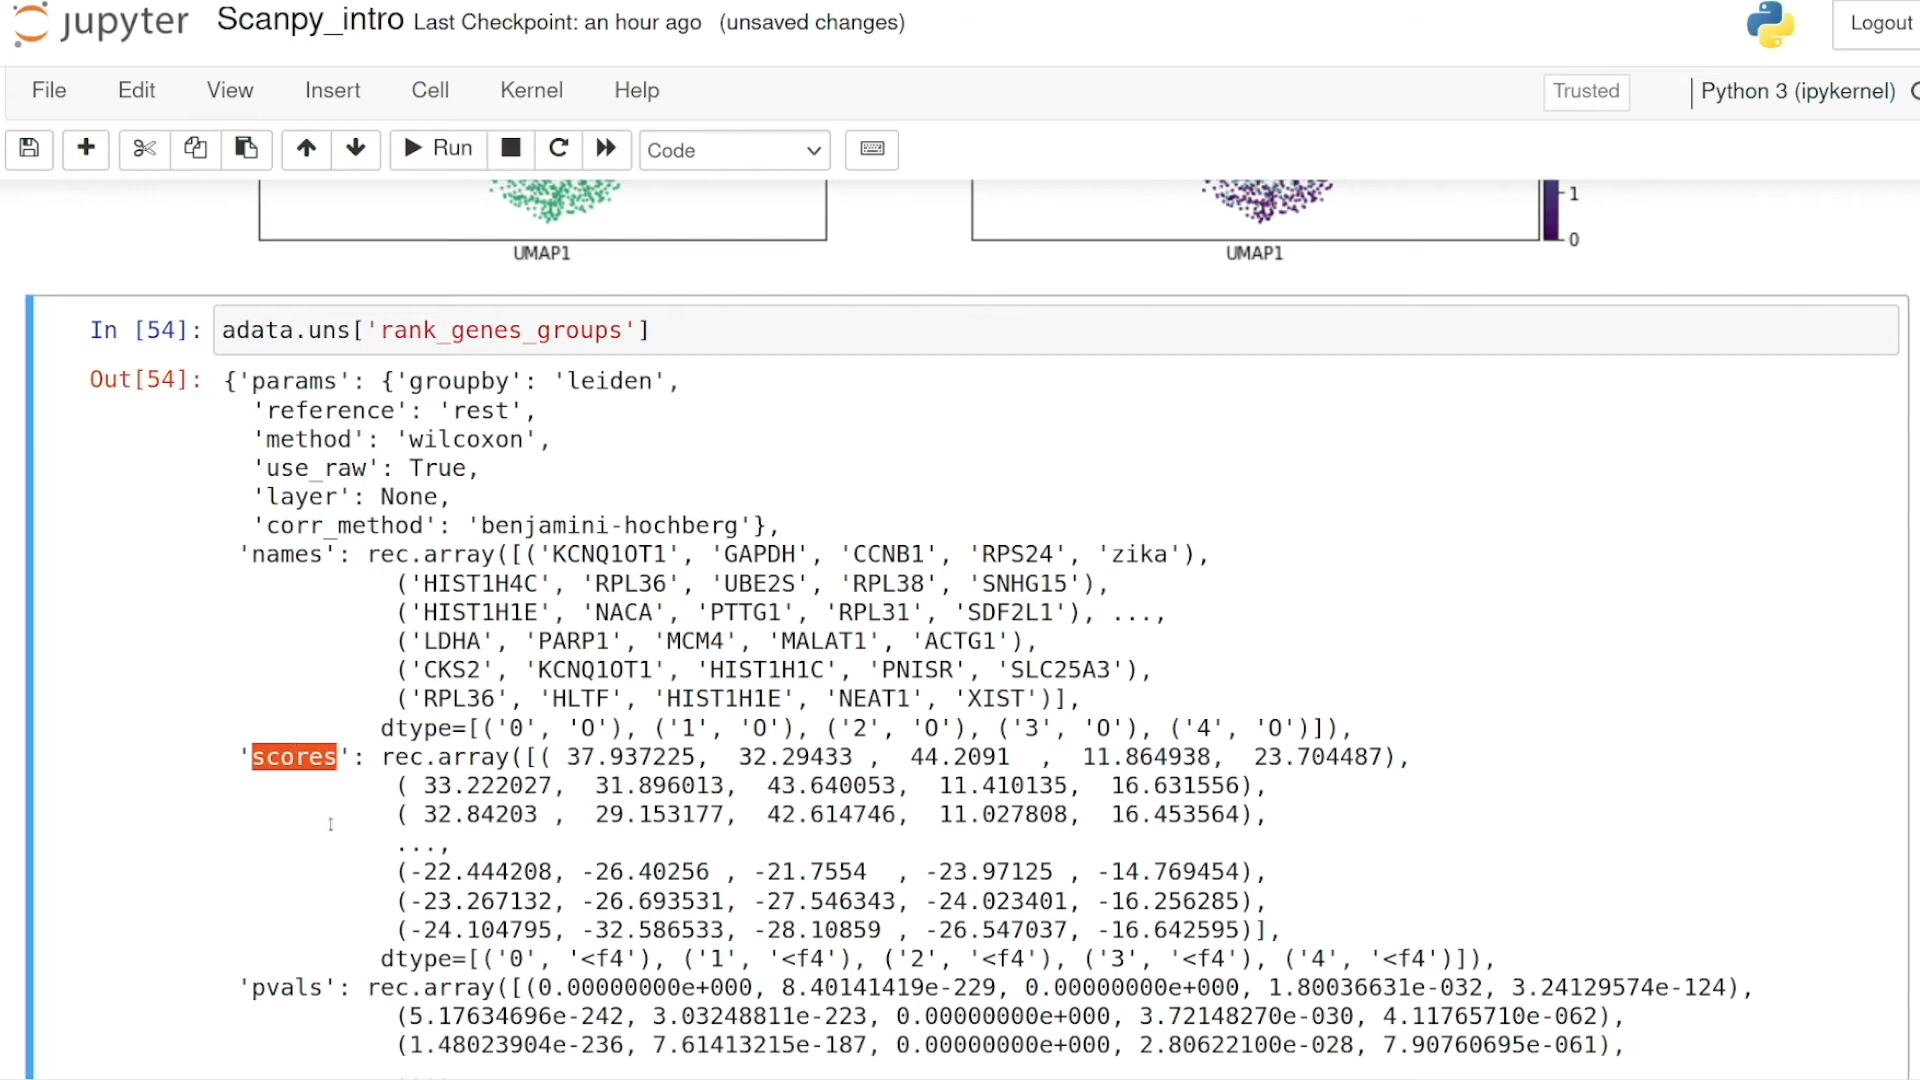 jupyter Scanpy_intro Last Checkpoint: an hour ago (unsaved changes) Logout
File Edit View Insert Cell Kernel Help Trusted Python 3 (ipykernel)
Run Code
1
0
UMAP1 UMAP1
In [54]: adata.uns['rank_genes_groups']
Out[54]: {'params': {'groupby': 'leiden',
'reference': 'rest',
'method': 'wilcoxon',
'use_raw': True,
'layer': None,
'corr_method': 'benjamini-hochberg'},
'names': rec.array([('KCNQ1OT1', 'GAPDH', 'CCNB1', 'RPS24', 'zika'),
('HIST1H4C', 'RPL36', 'UBE2S', 'RPL38', 'SNHG15'),
('HIST1H1E', 'NACA', 'PTTG1', 'RPL31', 'SDF2L1'), ...,
('LDHA', 'PARP1', 'MCM4', 'MALAT1', 'ACTG1'),
('CKS2', 'KCNQ1OT1', 'HIST1H1C', 'PNISR', 'SLC25A3'),
('RPL36', 'HLTF', 'HIST1H1E', 'NEAT1', 'XIST')],
dtype=[('0', 'O'), ('1', 'O'), ('2', 'O'), ('3', 'O'), ('4', 'O')]),
'scores': rec.array([( 37.937225, 32.29433 , 44.2091 , 11.864938, 23.704487),
( 33.222027, 31.896013, 43.640053, 11.410135, 16.631556),
( 32.84203 , 29.153177, 42.614746, 11.027808, 16.453564),
...,
(-22.444208, -26.40256 , -21.7554 , -23.97125 , -14.769454),
(-23.267132, -26.693531, -27.546343, -24.023401, -16.256285),
(-24.104795, -32.586533, -28.10859 , -26.547037, -16.642595)],
dtype=[('0', '<f4'), ('1', '<f4'), ('2', '<f4'), ('3', '<f4'), ('4', '<f4')]),
'pvals': rec.array([(0.00000000e+000, 8.40141419e-229, 0.00000000e+000, 1.80036631e-032, 3.24129574e-124),
(5.17634696e-242, 3.03248811e-223, 0.00000000e+000, 3.72148270e-030, 4.11765710e-062),
(1.48023904e-236, 7.61413215e-187, 0.00000000e+000, 2.80622100e-028, 7.90760695e-061),